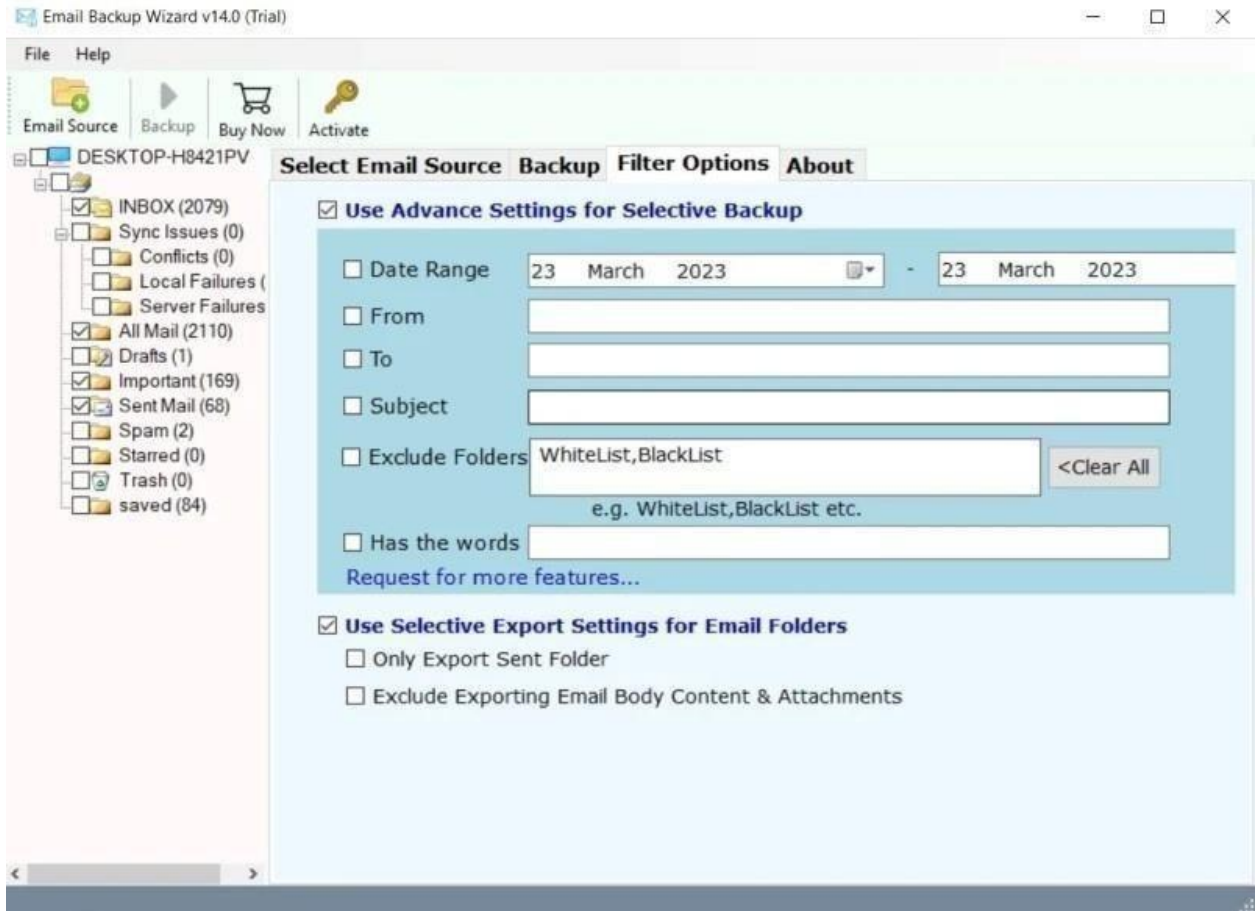 Email Backup Wizard v14.0 (Trial)
File Help
Email Source Backup Buy Now Activate
DESKTOP-H8421PV
INBOX (2079)
Sync Issues (0)
Conflicts (0)
Local Failures (
Server Failures
All Mail (2110)
Drafts (1)
Important (169)
Sent Mail (68)
Spam (2)
Starred (0)
Trash (0)
saved (84)
Select Email Source Backup Filter Options About
Use Advance Settings for Selective Backup
Date Range 23 March 2023 - 23 March 2023
From
To
Subject
Exclude Folders WhiteList,BlackList <Clear All
e.g. WhiteList,BlackList etc.
Has the words
Request for more features...
Use Selective Export Settings for Email Folders
Only Export Sent Folder
Exclude Exporting Email Body Content & Attachments